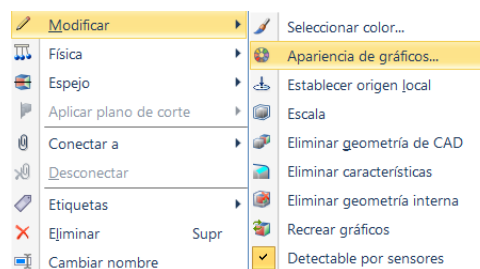 Modificar
Física
Espejo
Aplicar plano de corte
Conectar a
Desconectar
Etiquetas
Eliminar Supr
Cambiar nombre
Seleccionar color...
Apariencia de gráficos...
Establecer origen local
Escala
Eliminar geometría de CAD
Eliminar características
Eliminar geometría interna
Recrear gráficos
Detectable por sensores